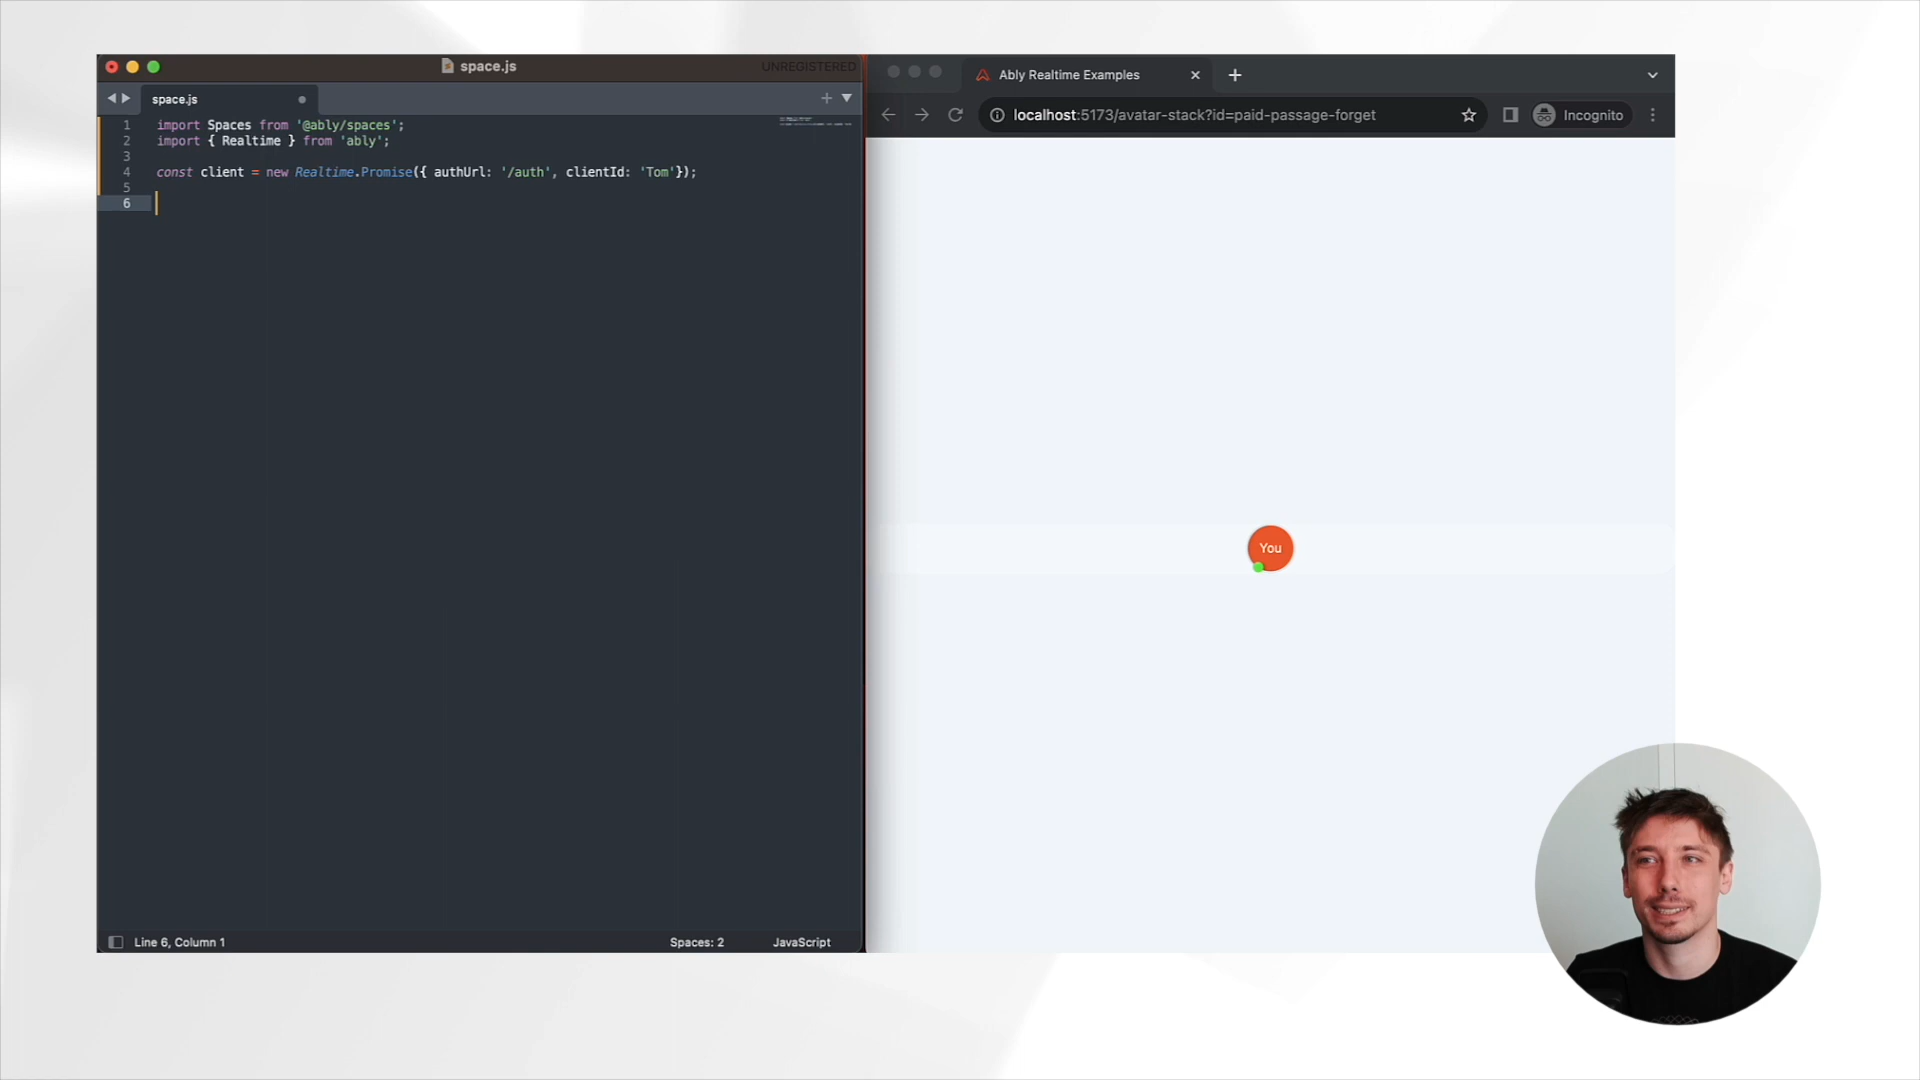 space.js
UNREGISTERED
space.js
1 import Spaces from '@ably/spaces';
2 import { Realtime } from 'ably';
3
4 const client = new Realtime.Promise({ authUrl: '/auth', clientId: 'Tom'});
5
6
Line 6, Column 1
Spaces: 2
JavaScript
Ably Realtime Examples
localhost:5173/avatar-stack?id=paid-passage-forget
Incognito
You